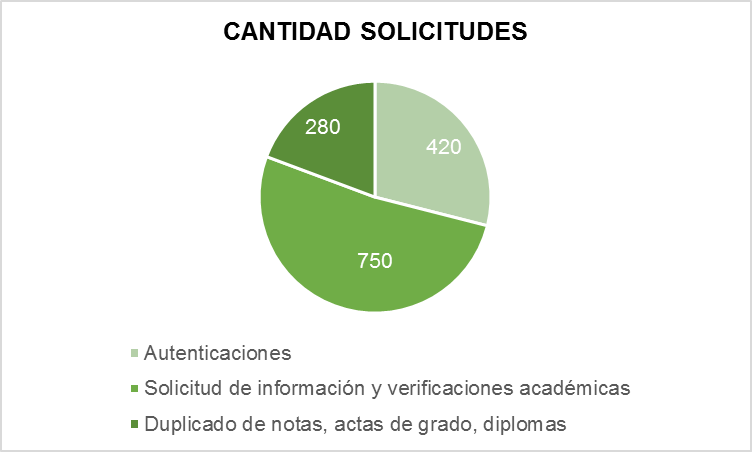 CANTIDAD SOLICITUDES
280
420
750
Autenticaciones
Solicitud de información y verificaciones académicas
Duplicado de notas, actas de grado, diplomas